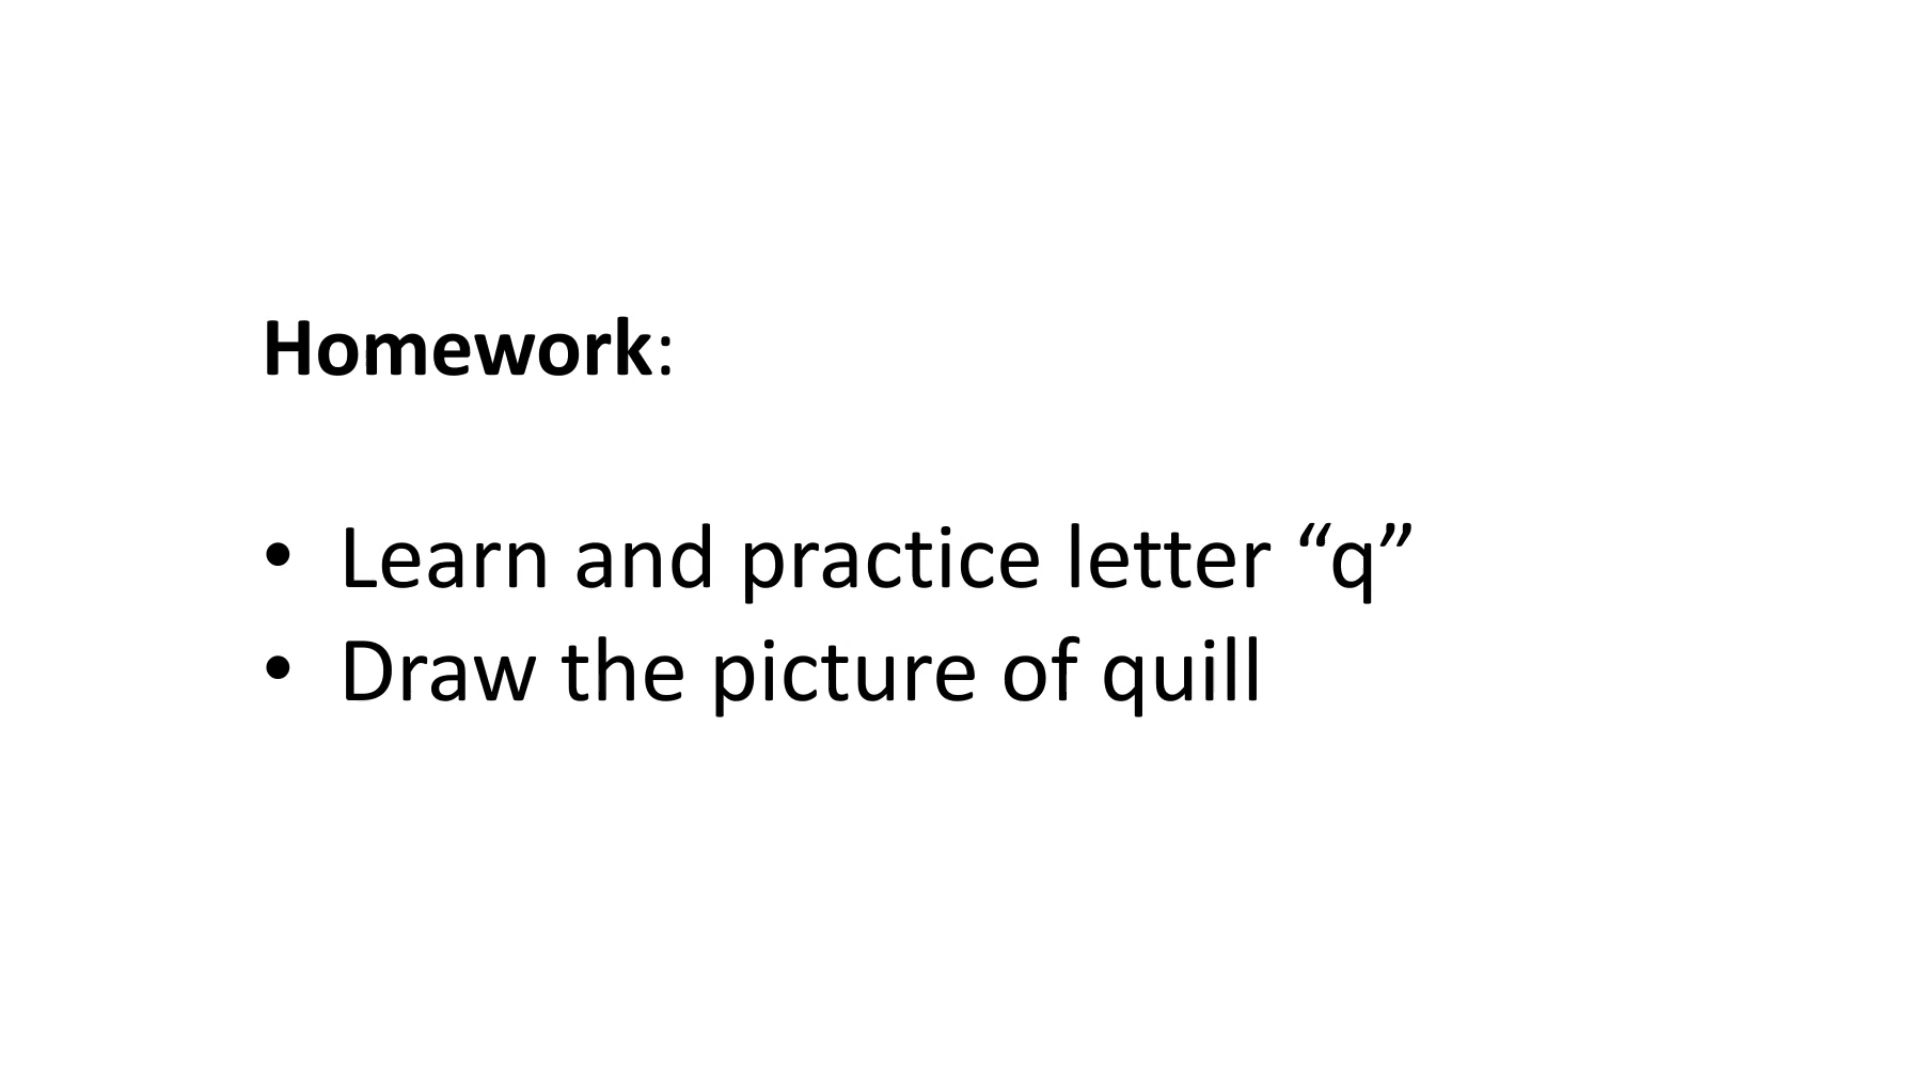 Homework:
• Learn and practice letter “q”
• Draw the picture of quill